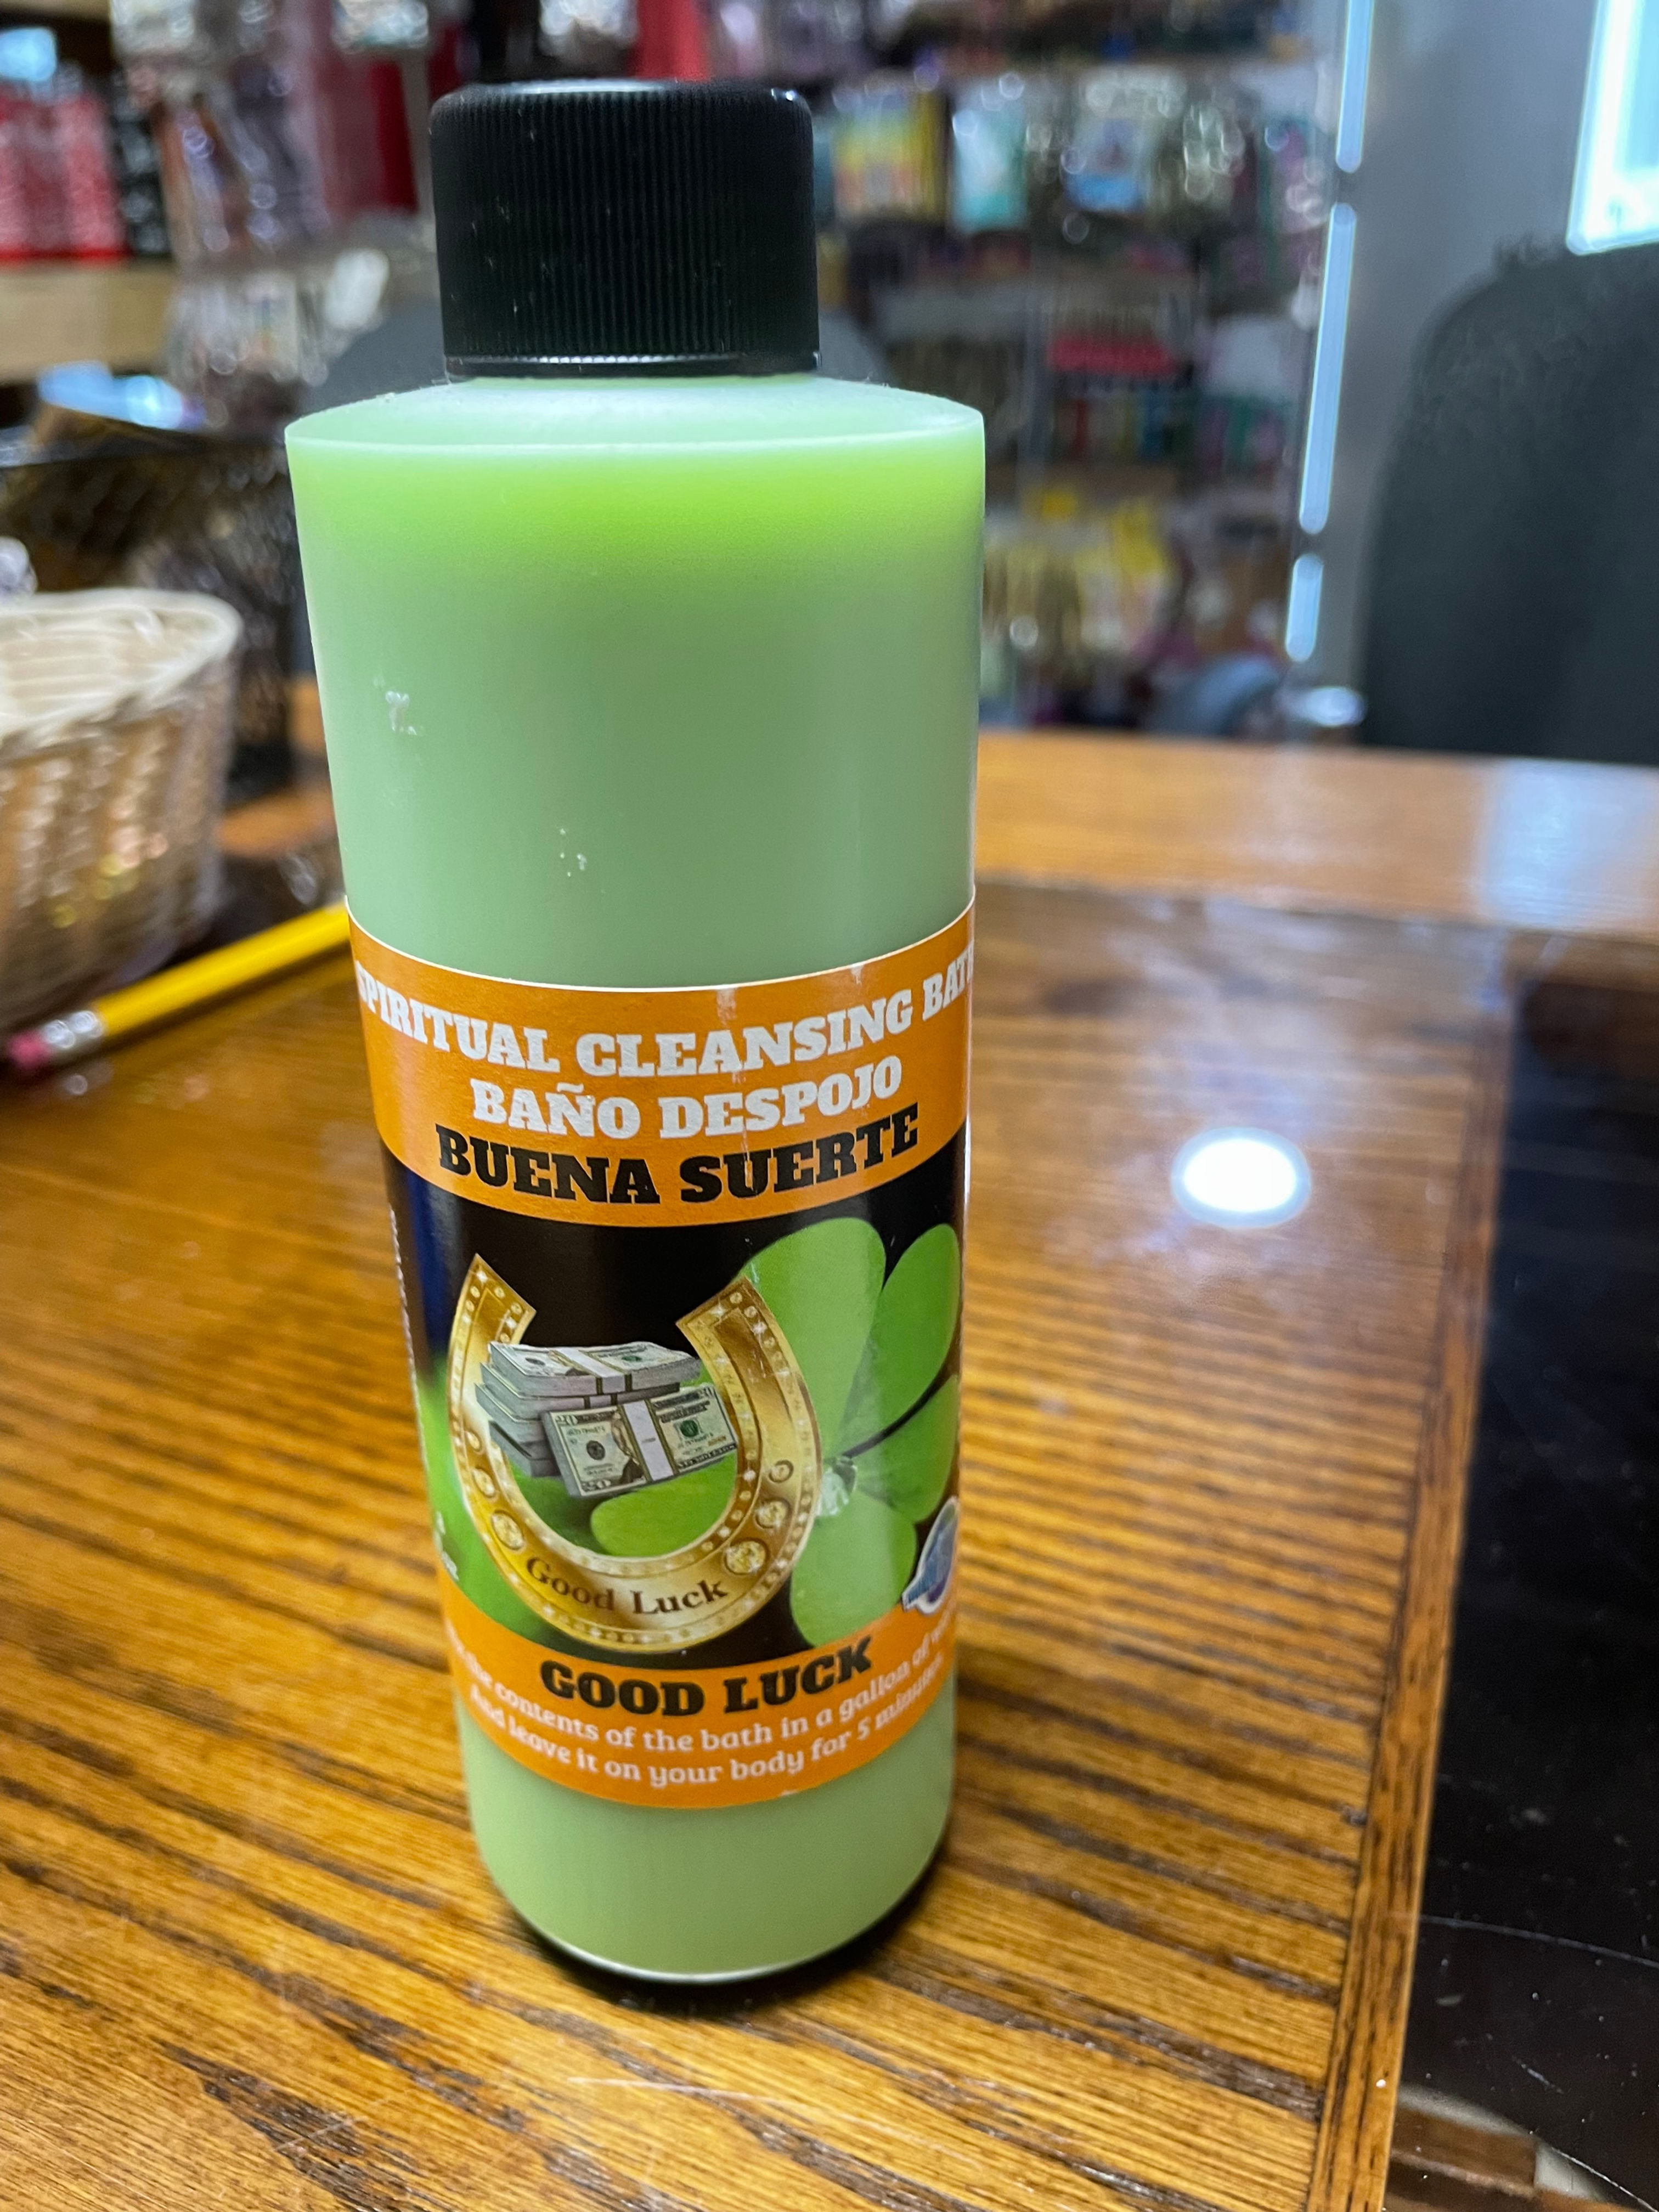 SPIRITUAL CLEANSING BATH
BAÑO DESPOJO
BUENA SUERTE
Good Luck
GOOD LUCK
contents of the bath in a gallon of
And leave it on your body for 5 minutes